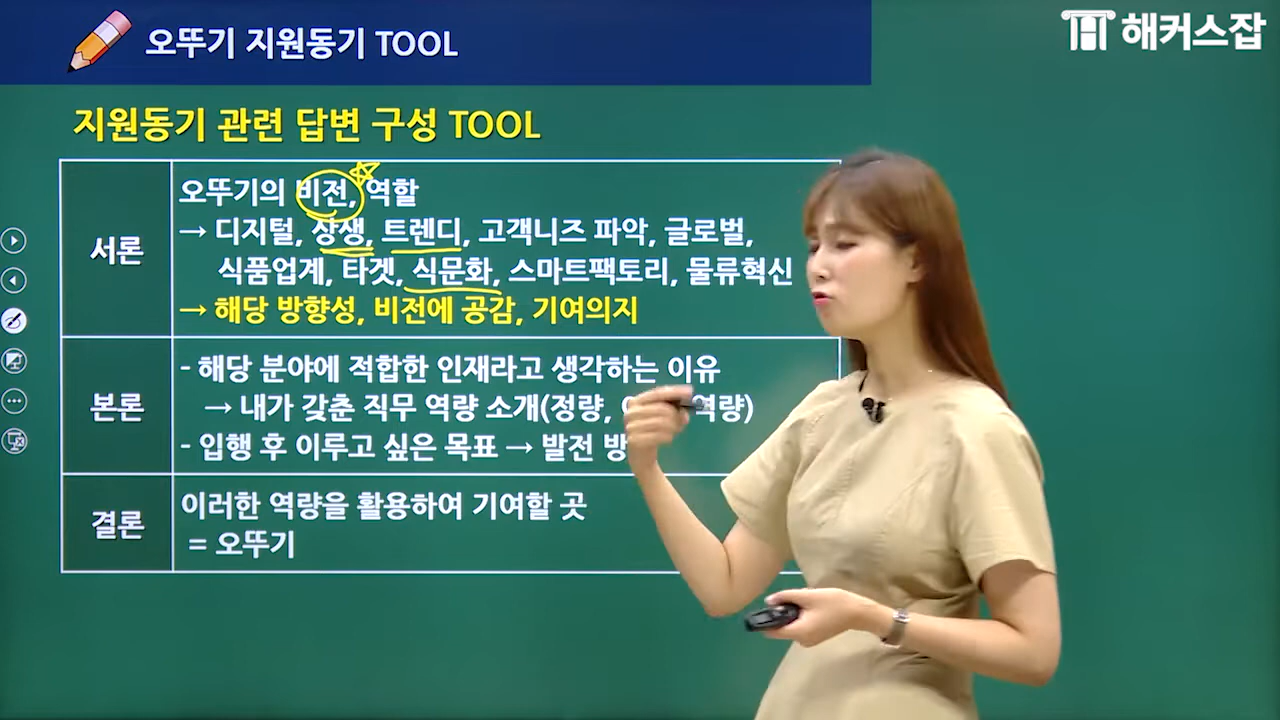 오뚜기 지원동기 TOOL
해커스잡
지원동기 관련 답변 구성 TOOL
서론
오뚜기의 비전, 역할
→ 디지털, 상생, 트렌디, 고객니즈 파악, 글로벌,
식품업계, 타겟, 식문화, 스마트팩토리, 물류혁신
→ 해당 방향성, 비전에 공감, 기여의지
본론
- 해당 분야에 적합한 인재라고 생각하는 이유
→ 내가 갖춘 직무 역량 소개(정량, 역량)
- 입행 후 이루고 싶은 목표 → 발전 방
결론
이러한 역량을 활용하여 기여할 곳
= 오뚜기